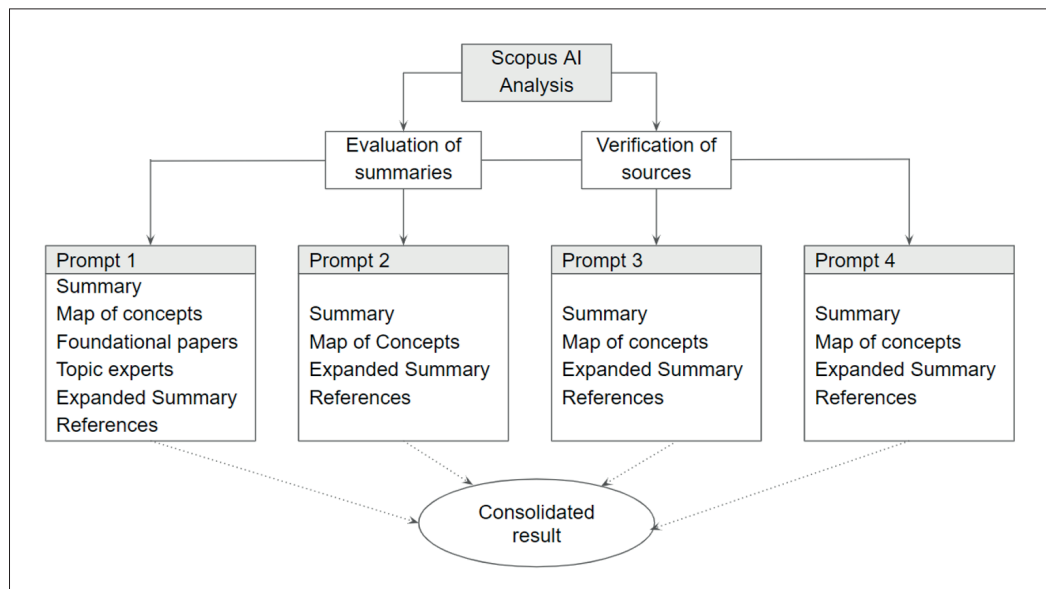 Scopus AI
Analysis
Evaluation of
summaries
Verification of
sources
Prompt 1
Summary
Map of concepts
Foundational papers
Topic experts
Expanded Summary
References
Prompt 2
Summary
Map of Concepts
Expanded Summary
References
Prompt 3
Summary
Map of concepts
Expanded Summary
References
Prompt 4
Summary
Map of concepts
Expanded Summary
References
Consolidated
result